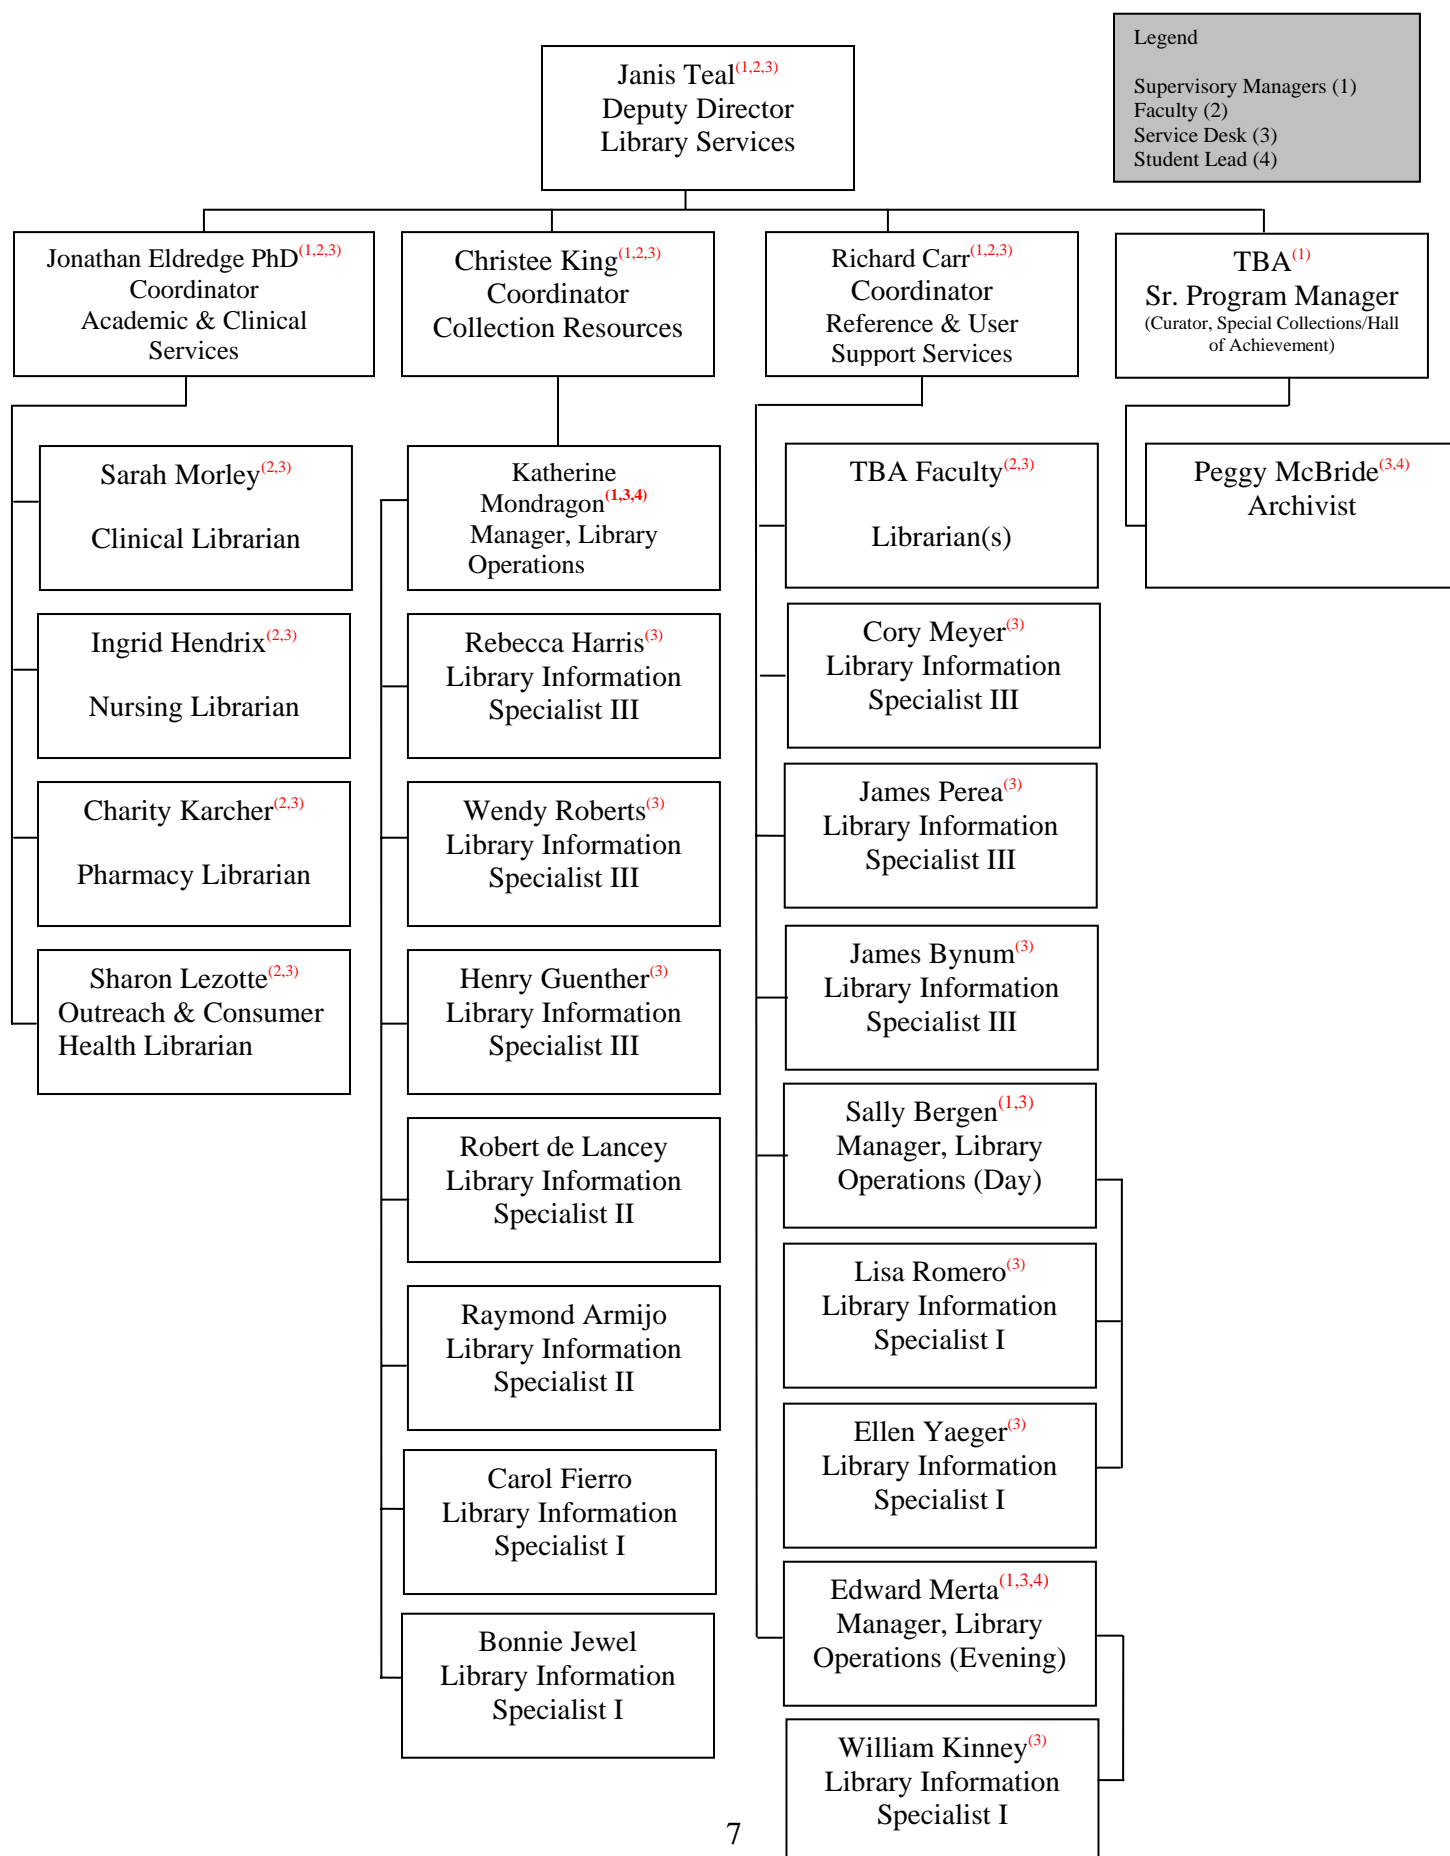 Legend
Supervisory Managers (1)
Faculty (2)
Service Desk (3)
Student Lead (4)
Janis Teal(1,2,3)
Deputy Director
Library Services
Jonathan Eldredge PhD(1,2,3)
Coordinator
Academic & Clinical
Services
Christee King(1,2,3)
Coordinator
Collection Resources
Richard Carr(1,2,3)
Coordinator
Reference & User
Support Services
TBA(1)
Sr. Program Manager
(Curator, Special Collections/Hall
of Achievement)
Sarah Morley(2,3)
Clinical Librarian
Ingrid Hendrix(2,3)
Nursing Librarian
Charity Karcher(2,3)
Pharmacy Librarian
Sharon Lezotte(2,3)
Outreach & Consumer
Health Librarian
Katherine
Mondragon(1,3,4)
Manager, Library
Operations
Rebecca Harris(3)
Library Information
Specialist III
Wendy Roberts(3)
Library Information
Specialist III
Henry Guenther(3)
Library Information
Specialist III
Robert de Lancey
Library Information
Specialist II
Raymond Armijo
Library Information
Specialist II
Carol Fierro
Library Information
Specialist I
Bonnie Jewel
Library Information
Specialist I
TBA Faculty(2,3)
Librarian(s)
Cory Meyer(3)
Library Information
Specialist III
James Perea(3)
Library Information
Specialist III
James Bynum(3)
Library Information
Specialist III
Sally Bergen(1,3)
Manager, Library
Operations (Day)
Lisa Romero(3)
Library Information
Specialist I
Ellen Yaeger(3)
Library Information
Specialist I
Edward Merta(1,3,4)
Manager, Library
Operations (Evening)
William Kinney(3)
Library Information
Specialist I
Peggy McBride(3,4)
Archivist
7